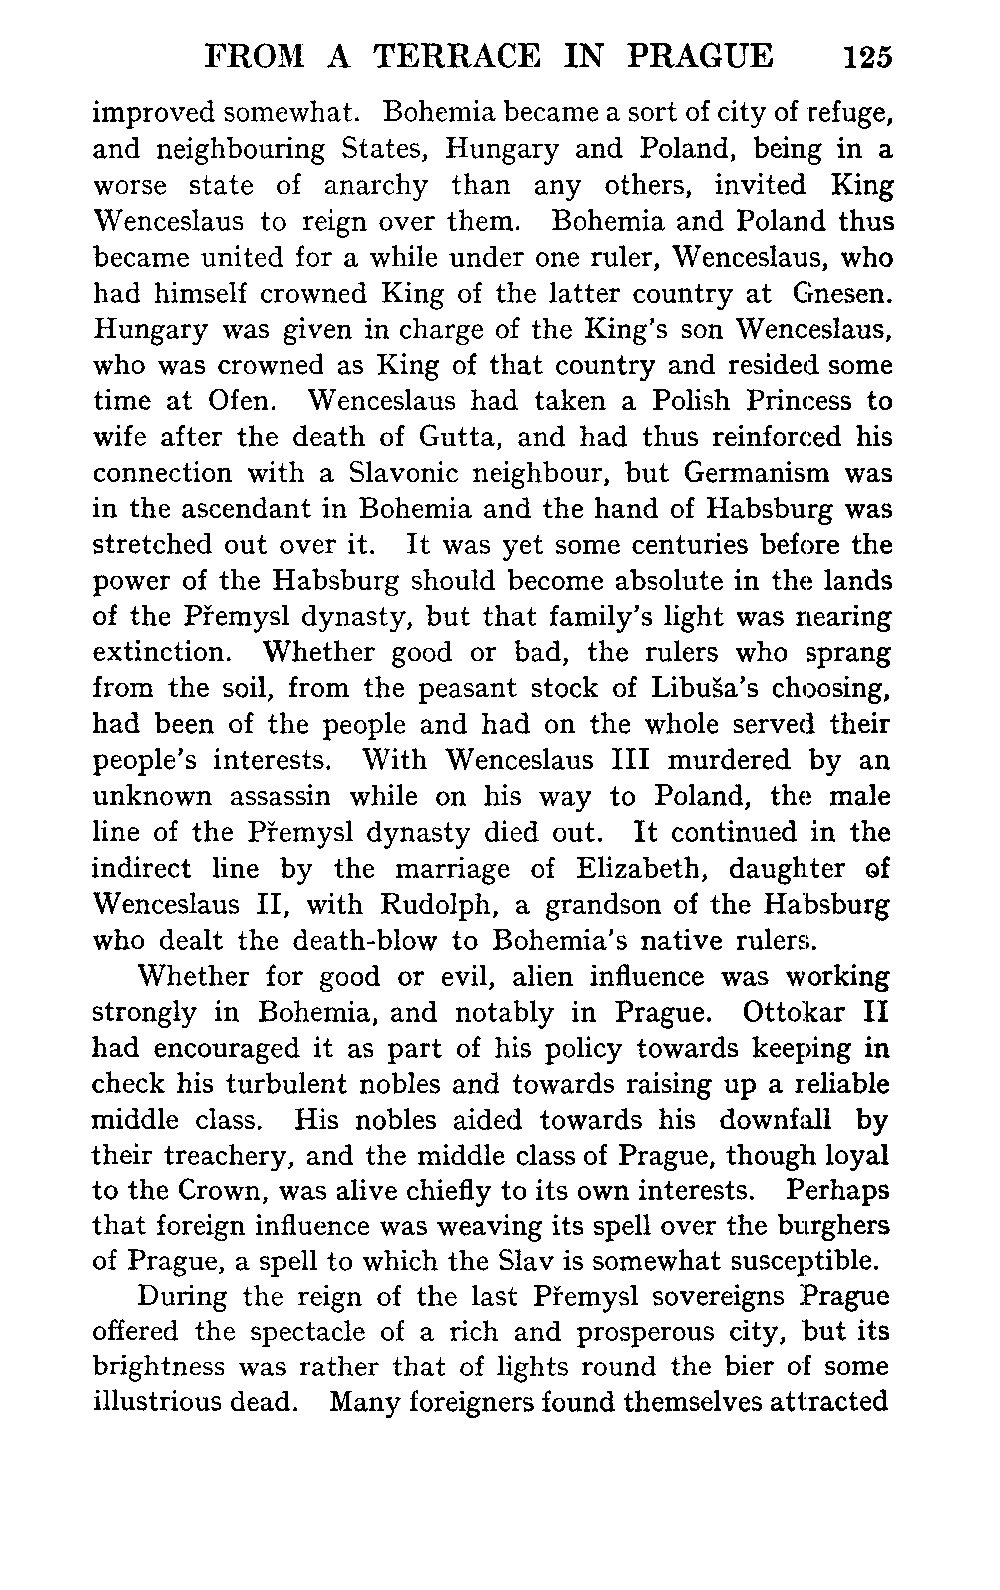 FROM A TERRACE IN PRAGUE 125
improved somewhat. Bohemia became a sort of city of refuge,
and neighbouring States, Hungary and Poland, being in a
worse state of anarchy than any others, invited King
Wenceslaus to reign over them. Bohemia and Poland thus
became united for a while under one ruler, Wenceslaus, who
had himself crowned King of the latter country at Gnesen.
Hungary was given in charge of the King's son Wenceslaus,
who was crowned as King of that country and resided some
time at Ofen. Wenceslaus had taken a Polish Princess to
wife after the death of Gutta, and had thus reinforced his
connection with a Slavonic neighbour, but Germanism was
in the ascendant in Bohemia and the hand of Habsburg was
stretched out over it. It was yet some centuries before the
power of the Habsburg should become absolute in the lands
of the Přemysl dynasty, but that family's light was nearing
extinction. Whether good or bad, the rulers who sprang
from the soil, from the peasant stock of Libuša's choosing,
had been of the people and had on the whole served their
people's interests. With Wenceslaus III murdered by an
unknown assassin while on his way to Poland, the male
line of the Přemysl dynasty died out. It continued in the
indirect line by the marriage of Elizabeth, daughter of
Wenceslaus II, with Rudolph, a grandson of the Habsburg
who dealt the death-blow to Bohemia's native rulers.
Whether for good or evil, alien influence was working
strongly in Bohemia, and notably in Prague. Ottokar II
had encouraged it as part of his policy towards keeping in
check his turbulent nobles and towards raising up a reliable
middle class. His nobles aided towards his downfall by
their treachery, and the middle class of Prague, though loyal
to the Crown, was alive chiefly to its own interests. Perhaps
that foreign influence was weaving its spell over the burghers
of Prague, a spell to which the Slav is somewhat susceptible.
During the reign of the last Přemysl sovereigns Prague
offered the spectacle of a rich and prosperous city, but its
brightness was rather that of lights round the bier of some
illustrious dead. Many foreigners found themselves attracted